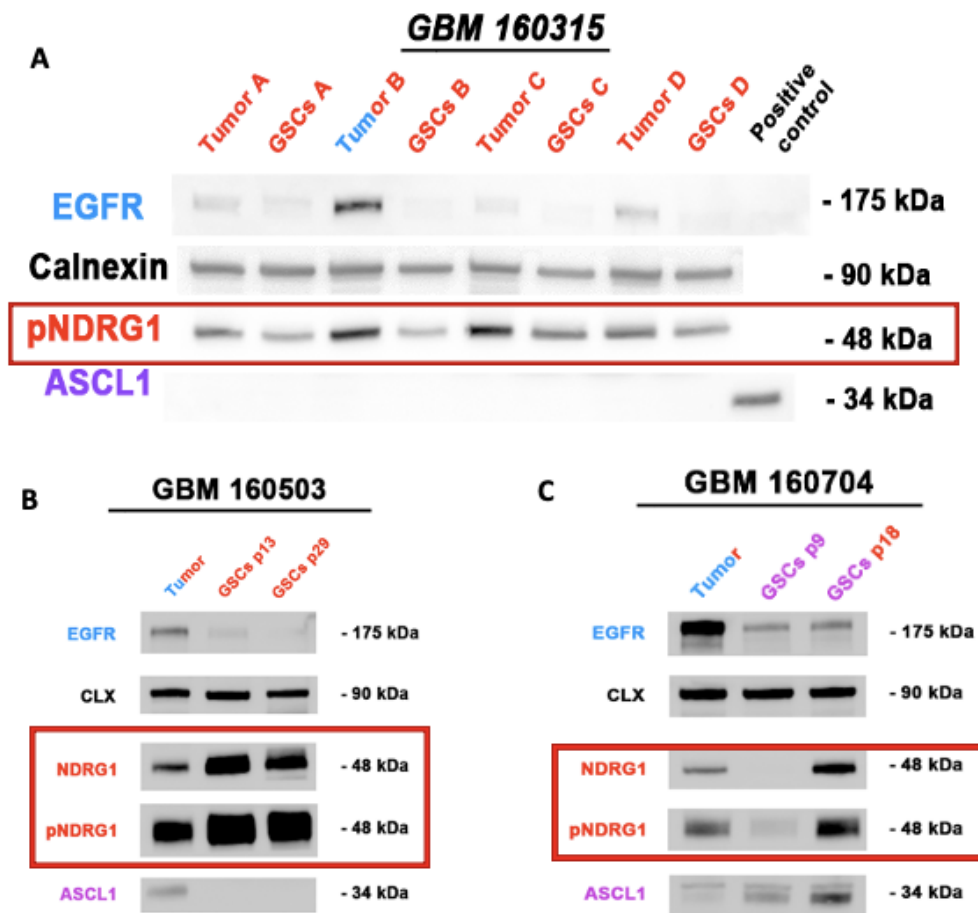 GBM 160315
A
Tumor A
GSCs A
Tumor B
GSCs B
Tumor C
GSCs C
Tumor D
GSCs D
Positive control
EGFR - 175 kDa
Calnexin - 90 kDa
pNDRG1 - 48 kDa
ASCL1 - 34 kDa
B
GBM 160503
Tumor
GSCs p13
GSCs p29
EGFR - 175 kDa
CLX - 90 kDa
NDRG1 - 48 kDa
pNDRG1 - 48 kDa
ASCL1 - 34 kDa
C
GBM 160704
Tumor
GSCs p9
GSCs p18
EGFR - 175 kDa
CLX - 90 kDa
NDRG1 - 48 kDa
pNDRG1 - 48 kDa
ASCL1 - 34 kDa